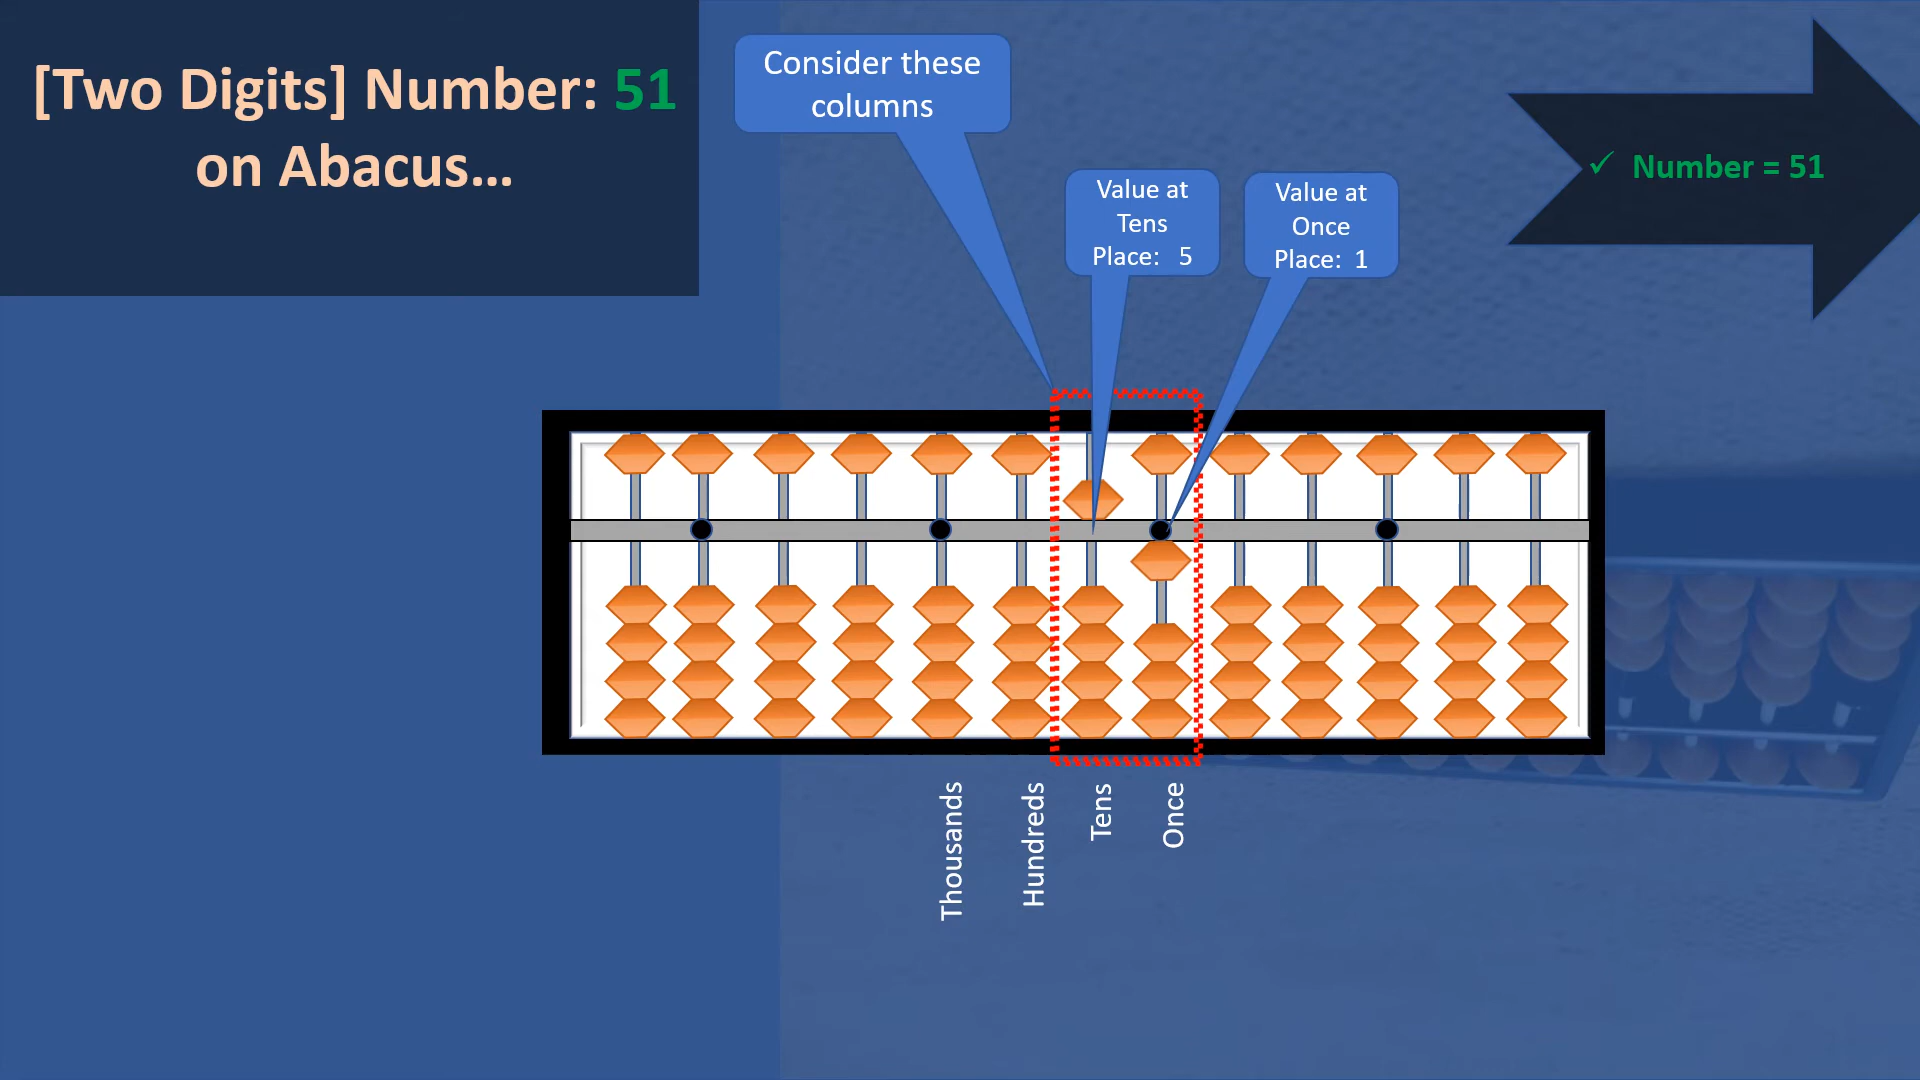 [Two Digits] Number: 51
on Abacus...
Consider these
columns
Value at
Tens
Place: 5
Value at
Once
Place: 1
✓ Number = 51
Thousands
Hundreds
Tens
Once